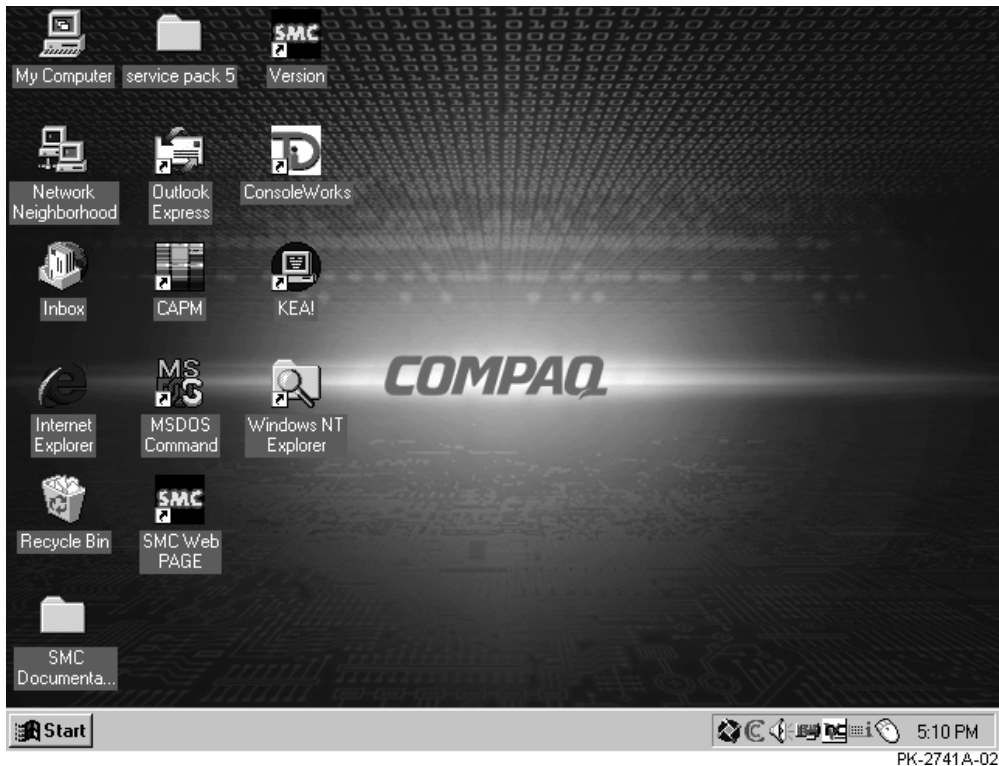 My Computer
service pack 5
SMC
Version
Network
Neighborhood
Outlook
Express
ConsoleWorks
Inbox
CAPM
KEA!
COMPAQ
Internet
Explorer
MS
MSDOS
Command
Windows NT
Explorer
Recycle Bin
SMC
SMC Web
PAGE
SMC
Documenta...
Start
5:10 PM
PK-2741A-02